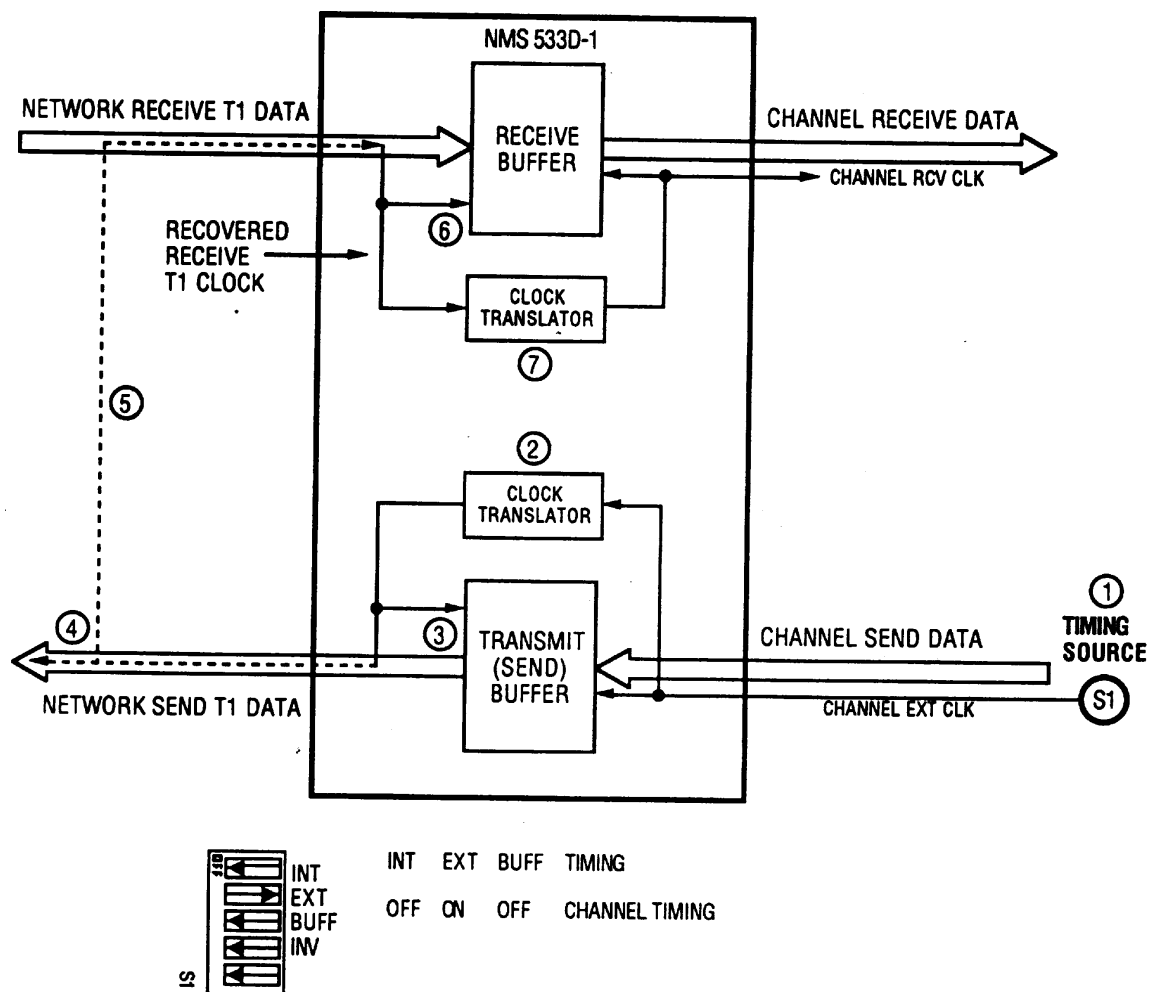 NMS 533D-1
NETWORK RECEIVE T1 DATA
RECEIVE
BUFFER
CHANNEL RECEIVE DATA
CHANNEL RCV CLK
6
RECOVERED
RECEIVE
T1 CLOCK
CLOCK
TRANSLATOR
7
5
2
CLOCK
TRANSLATOR
1
TIMING
SOURCE
4
3
TRANSMIT
(SEND)
BUFFER
CHANNEL SEND DATA
NETWORK SEND T1 DATA
CHANNEL EXT CLK
S1
OFF
INT
EXT
BUFF
INV
S1
INT EXT BUFF TIMING
OFF ON OFF CHANNEL TIMING